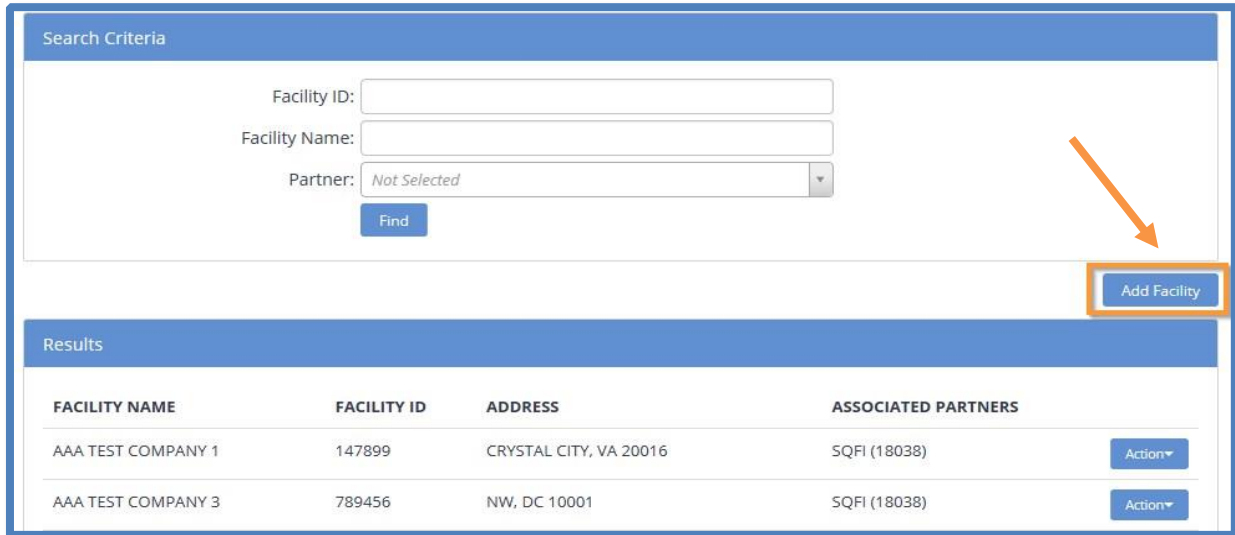 Search Criteria
Facility ID:
Facility Name:
Partner: Not Selected
Find
Add Facility
Results
FACILITY NAME FACILITY ID ADDRESS ASSOCIATED PARTNERS
AAA TEST COMPANY 1 147899 CRYSTAL CITY, VA 20016 SQFI (18038) Action
AAA TEST COMPANY 3 789456 NW, DC 10001 SQFI (18038) Action